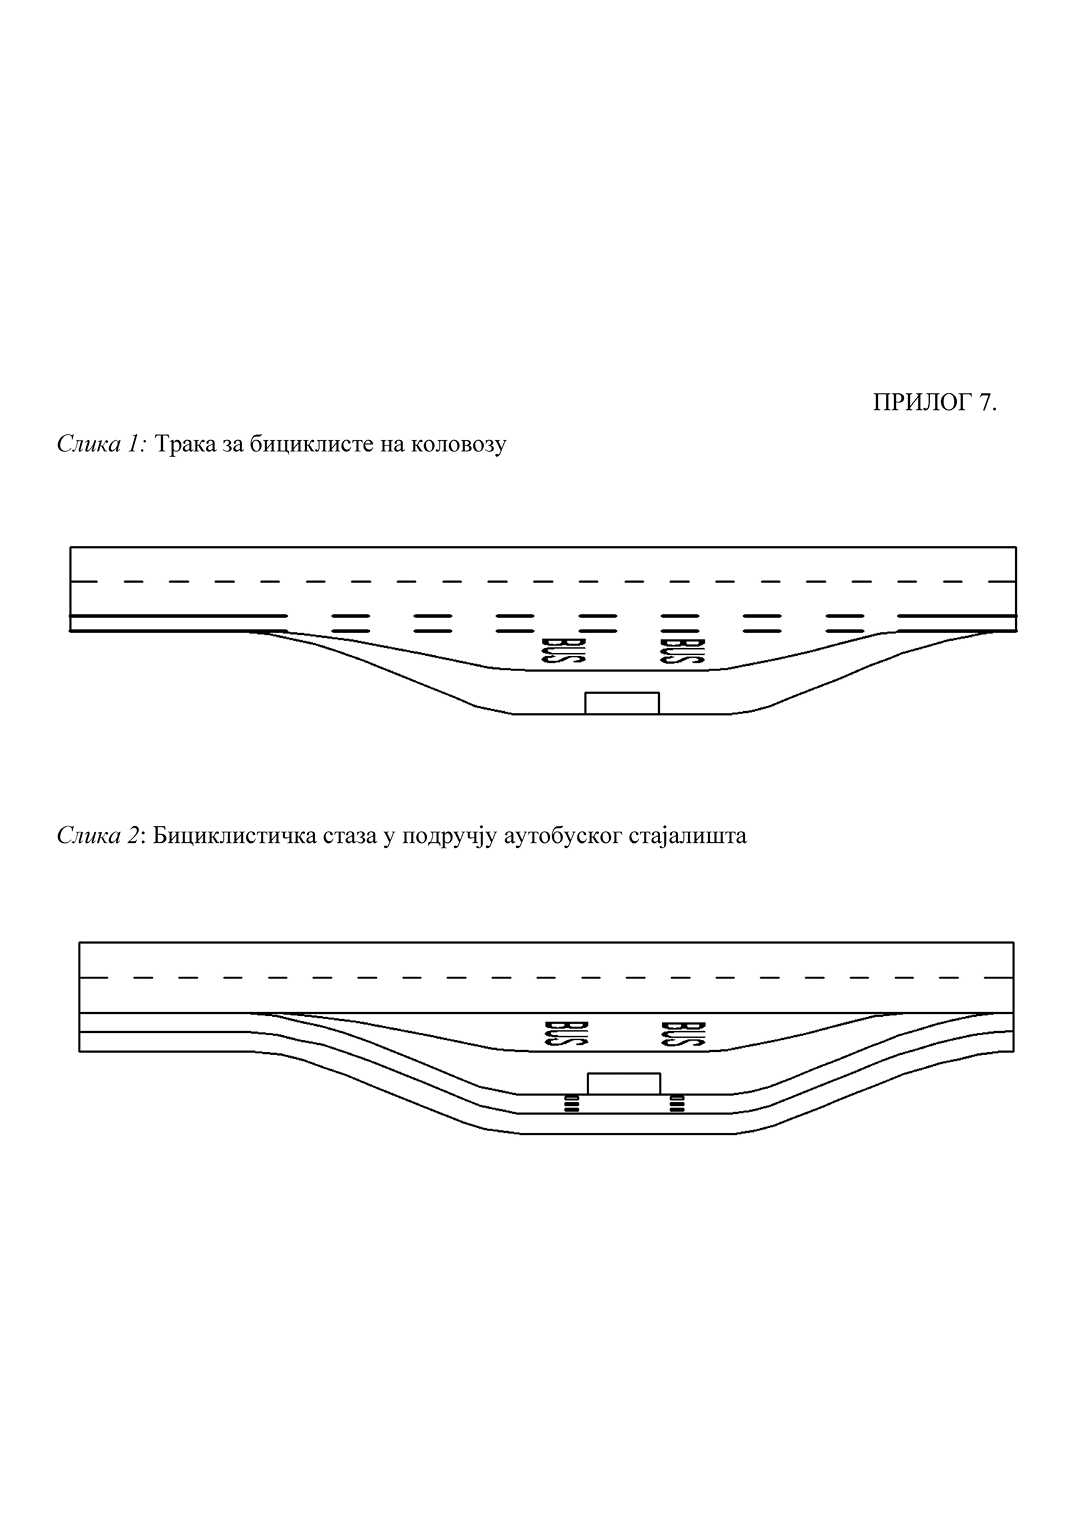 ПРИЛОГ 7.
Слика 1: Трака за бициклисте на коловозу
BUS BUS
Слика 2: Бициклистичка стаза у подручју аутобуског стајалишта
BUS BUS